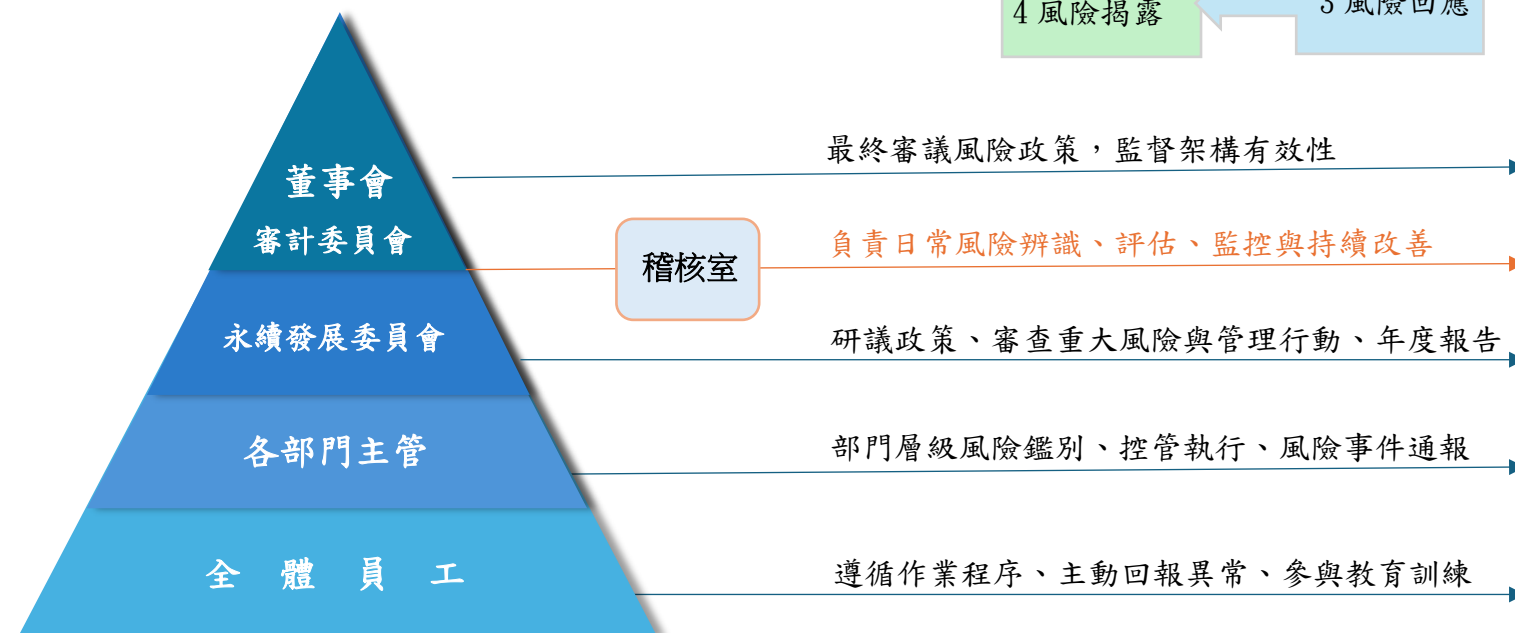 4 風險揭露
3 風險回應
董事會
最終審議風險政策，監督架構有效性
審計委員會
稽核室
負責日常風險辨識、評估、監控與持續改善
永續發展委員會
研議政策、審查重大風險與管理行動、年度報告
各部門主管
部門層級風險鑑別、控管執行、風險事件通報
全體員工
遵循作業程序、主動回報異常、參與教育訓練